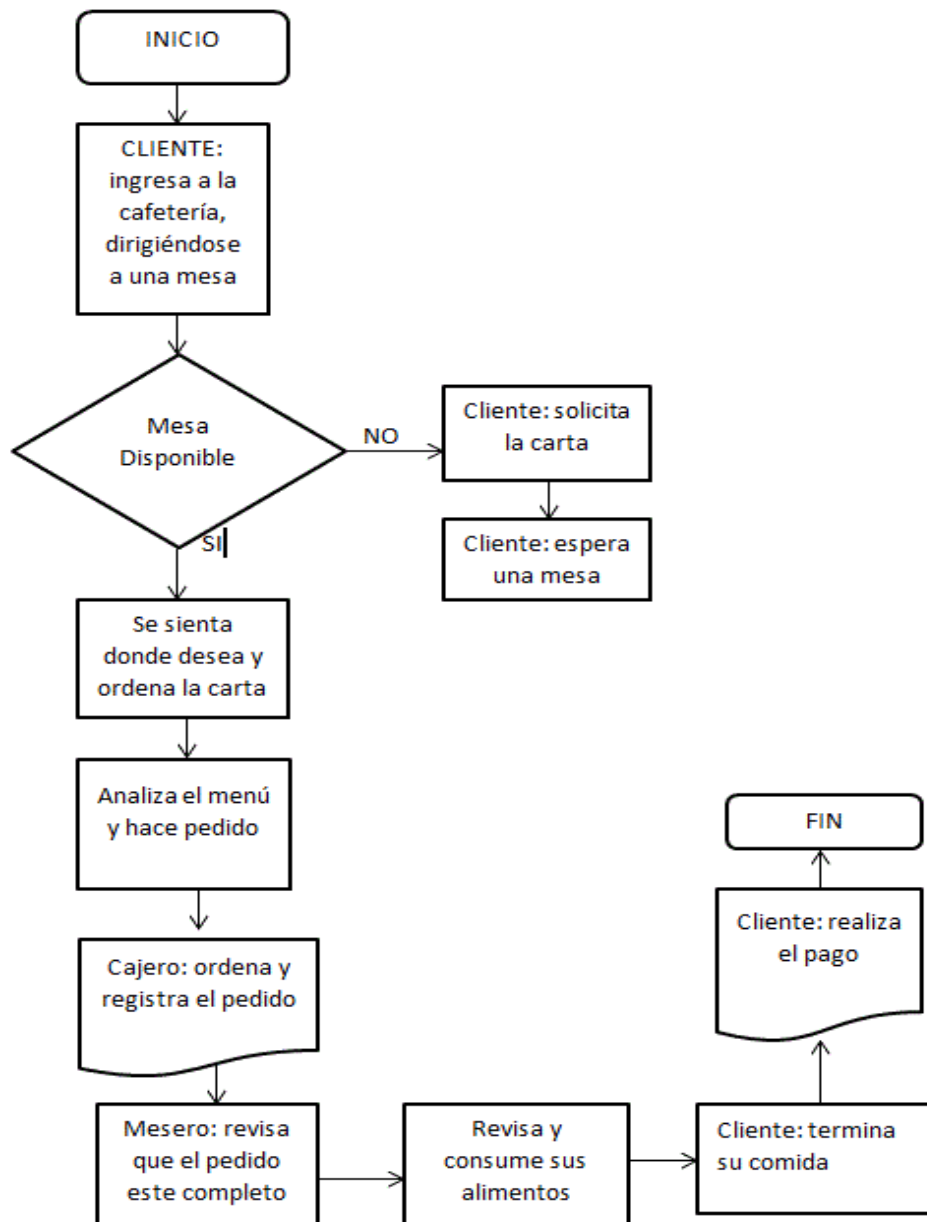 INICIO
CLIENTE:
ingresa a la
cafetería,
dirigiéndose
a una mesa
Mesa
Disponible
NO
Cliente: solicita
la carta
Cliente: espera
una mesa
SI
Se sienta
donde desea y
ordena la carta
Analiza el menú
y hace pedido
Cajero: ordena y
registra el pedido
Mesero: revisa
que el pedido
este completo
Revisa y
consume sus
alimentos
Cliente: termina
su comida
Cliente: realiza
el pago
FIN